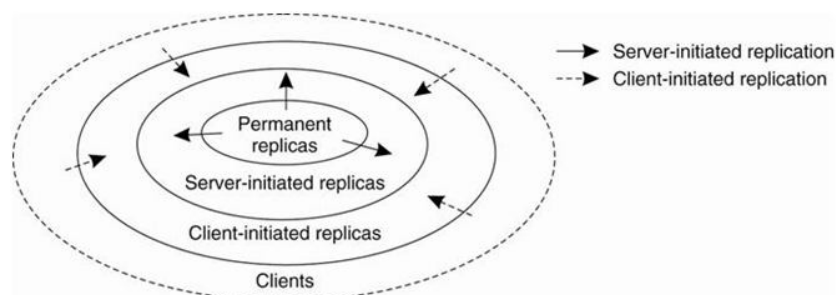 Server-initiated replication
Client-initiated replication
Permanent
replicas
Server-initiated replicas
Client-initiated replicas
Clients